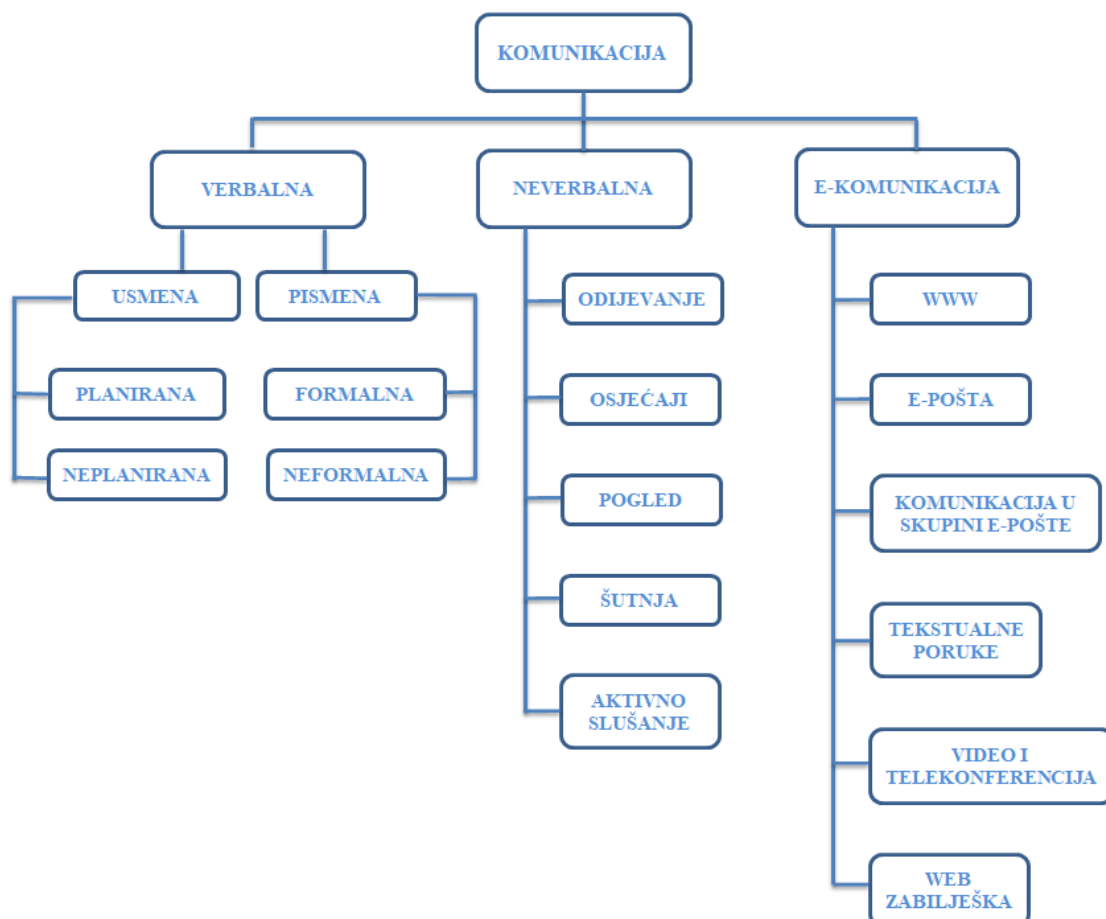 KOMUNIKACIJA
VERBALNA
NEVERBALNA
E-KOMUNIKACIJA
USMENA
PISMENA
PLANIRANA
FORMALNA
NEPLANIRANA
NEFORMALNA
ODIJEVANJE
OSJEĆAJI
POGLED
ŠUTNJA
AKTIVNO
SLUŠANJE
WWW
E-POŠTA
KOMUNIKACIJA U
SKUPINI E-POŠTE
TEKSTUALNE
PORUKE
VIDEO I
TELEKONFERENCIJA
WEB
ZABILJEŠKA